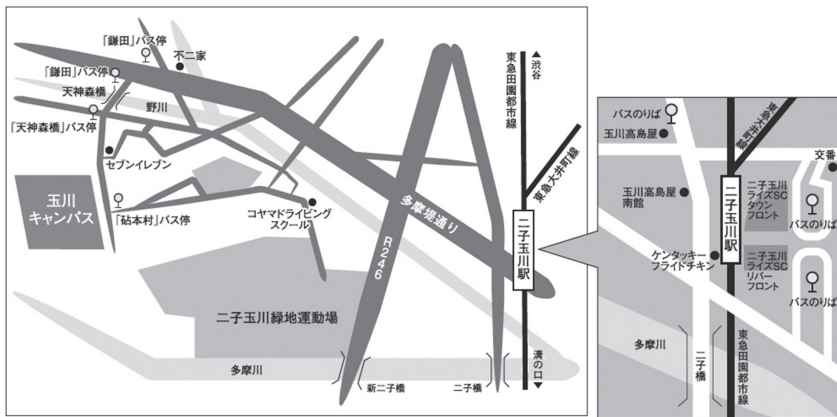 「鎌田」バス停
不二家
「鎌田」バス停
天神森橋
野川
「天神森橋」バス停
セブンイレブン
玉川
キャンパス
「砧本村」バス停
コヤマドライビング
スクール
多摩堤通り
R246
二子玉川緑地運動場
多摩川
新二子橋
二子橋
▲渋谷
東急田園都市線
東急大井町線
二子玉川駅
溝の口▼
バスのりば
玉川高島屋
東急大井町線
交番
玉川高島屋
南館
二子玉川駅
二子玉川
ライズSC
タウン
フロント
バスのりば
ケンタッキー
フライドチキン
二子玉川
ライズSC
リバー
フロント
バスのりば
多摩川
二子橋
東急田園都市線